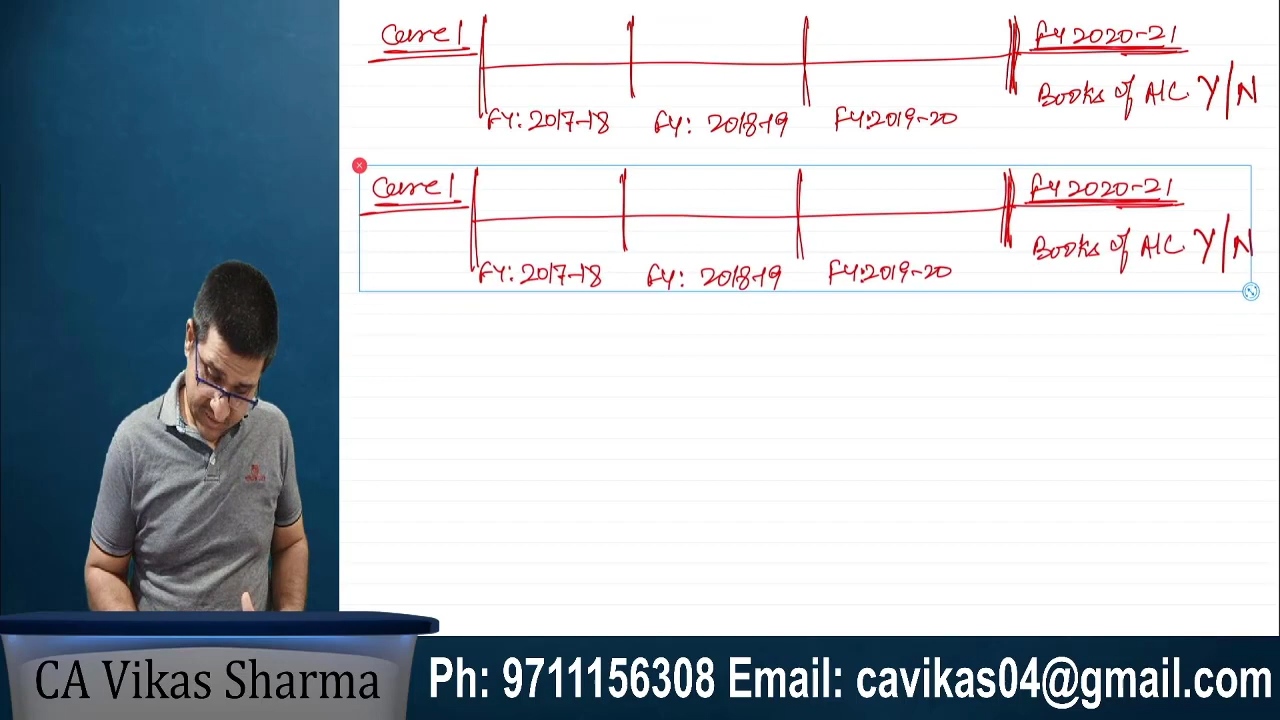 Case 1
FY 2020-21
Books of A/C Y/N
FY: 2017-18 FY: 2018-19 FY: 2019-20
Case 1
FY 2020-21
Books of A/C Y/N
FY: 2017-18 FY: 2018-19 FY: 2019-20
CA Vikas Sharma
Ph: 9711156308 Email: cavikas04@gmail.com